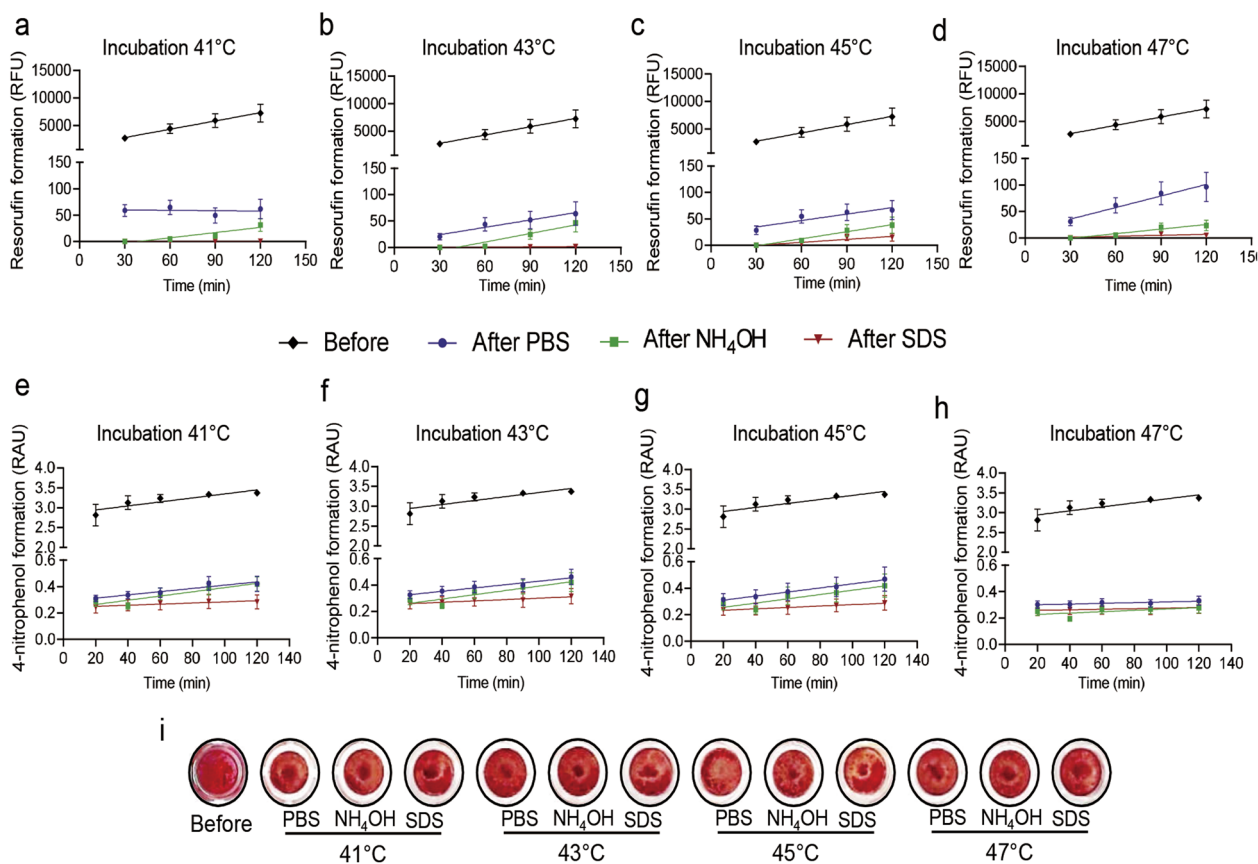 a
Incubation 41°C
Resorufin formation (RFU)
15000
10000
5000
150
100
50
0
0 30 60 90 120 150
Time (min)
b
Incubation 43°C
Resorufin formation (RFU)
15000
10000
5000
150
100
50
0
0 30 60 90 120 150
Time (min)
c
Incubation 45°C
Resorufin formation (RFU)
15000
10000
5000
150
100
50
0
0 30 60 90 120 150
Time (min)
d
Incubation 47°C
Resorufin formation (RFU)
15000
10000
5000
150
100
50
0
0 30 60 90 120 150
Time (min)
Before After PBS After NH₄OH After SDS
e
Incubation 41°C
4-nitrophenol formation (RAU)
4.0
3.5
3.0
2.5
2.0
0.6
0.4
0.2
0.0
0 20 40 60 80 100 120 140
Time (min)
f
Incubation 43°C
4-nitrophenol formation (RAU)
4.0
3.5
3.0
2.5
2.0
0.6
0.4
0.2
0.0
0 20 40 60 80 100 120 140
Time (min)
g
Incubation 45°C
4-nitrophenol formation (RAU)
4.0
3.5
3.0
2.5
2.0
0.6
0.4
0.2
0.0
0 20 40 60 80 100 120 140
Time (min)
h
Incubation 47°C
4-nitrophenol formation (RAU)
4.0
3.5
3.0
2.5
2.0
0.6
0.4
0.2
0.0
0 20 40 60 80 100 120 140
Time (min)
i
Before PBS NH₄OH SDS PBS NH₄OH SDS PBS NH₄OH SDS PBS NH₄OH SDS
41°C 43°C 45°C 47°C